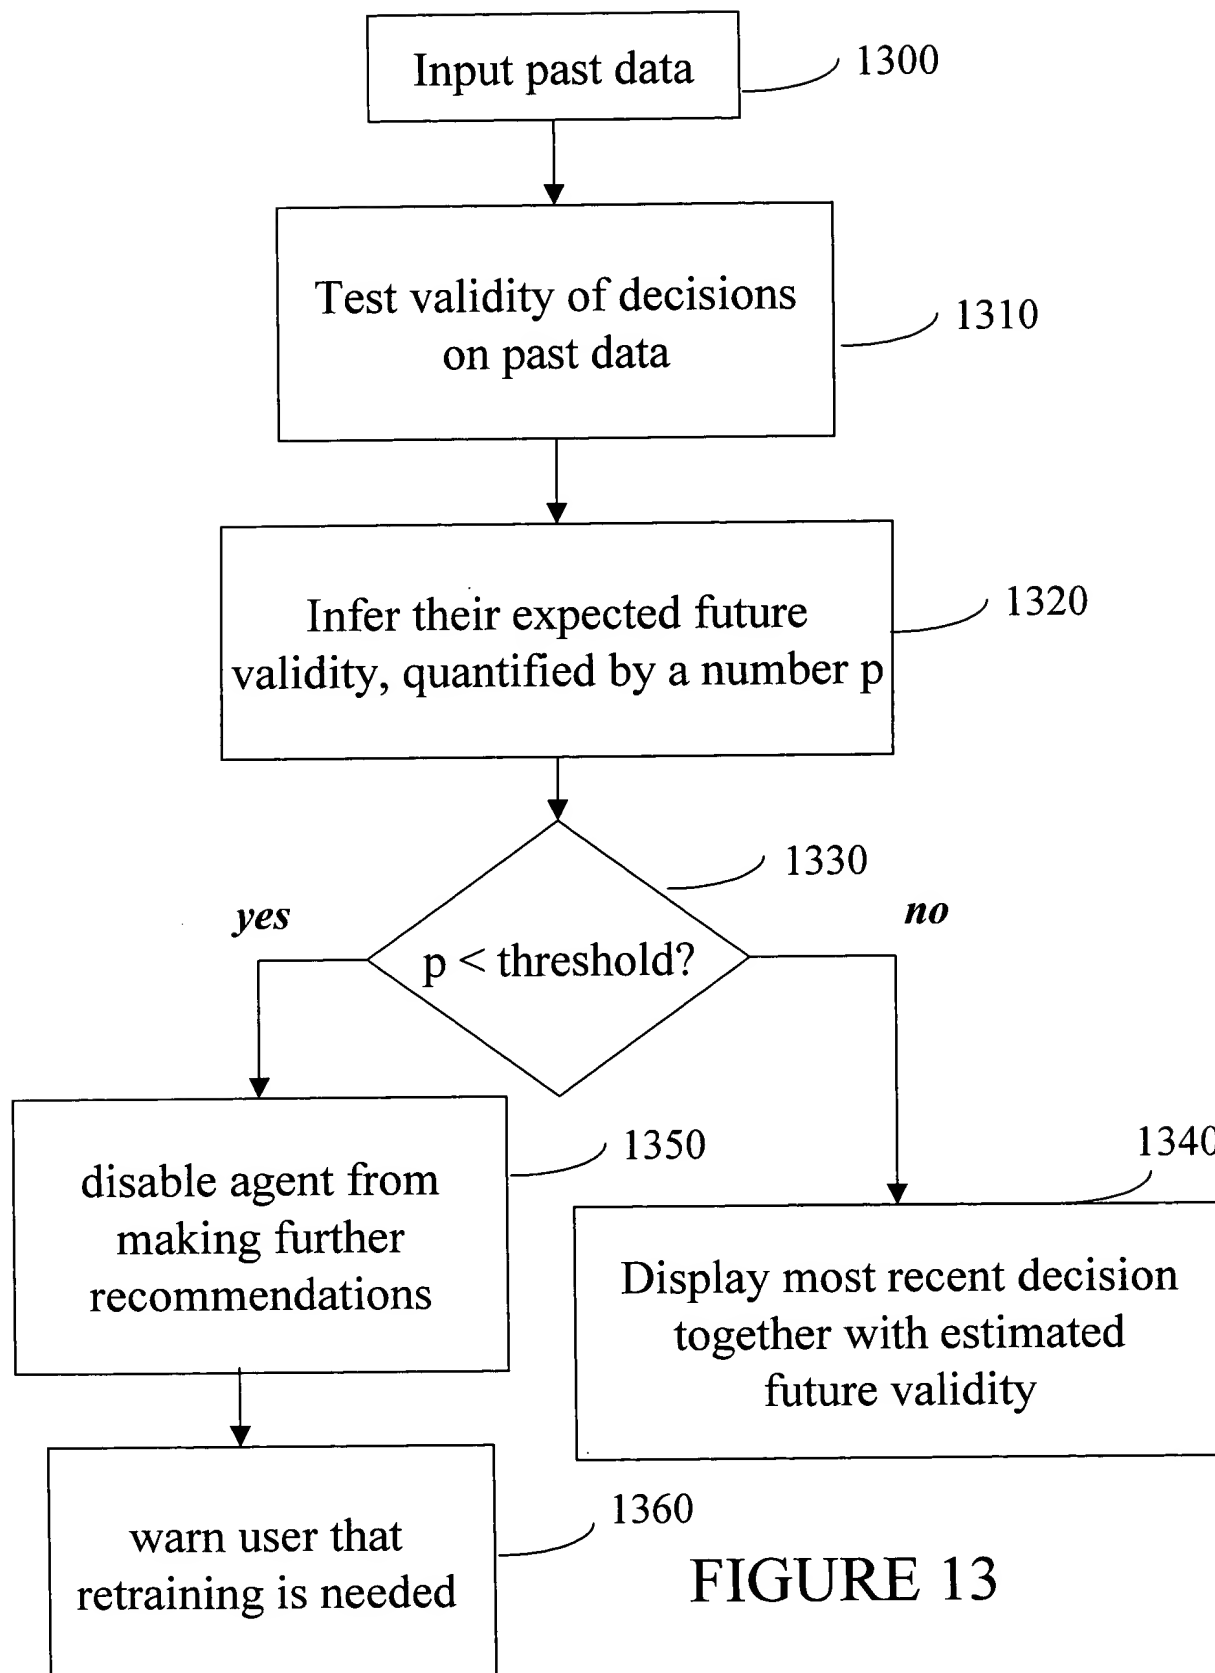 Input past data
1300
Test validity of decisions
on past data
1310
Infer their expected future
validity, quantified by a number p
1320
1330
yes
no
p < threshold?
1350
1340
disable agent from
making further
recommendations
Display most recent decision
together with estimated
future validity
1360
warn user that
retraining is needed
FIGURE 13